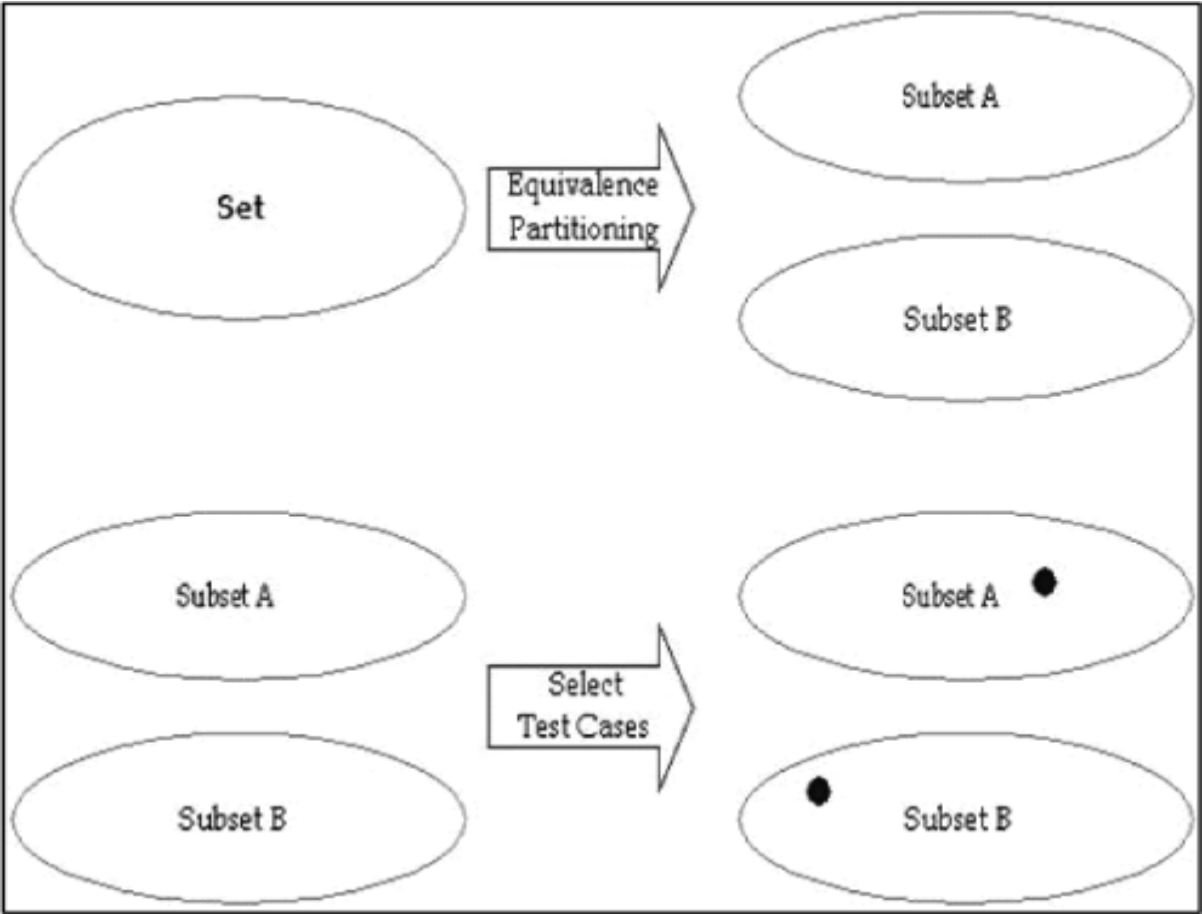 Subset A
Set
Equivalence
Partitioning
Subset B
Subset A
Subset A
Select
Test Cases
Subset B
Subset B